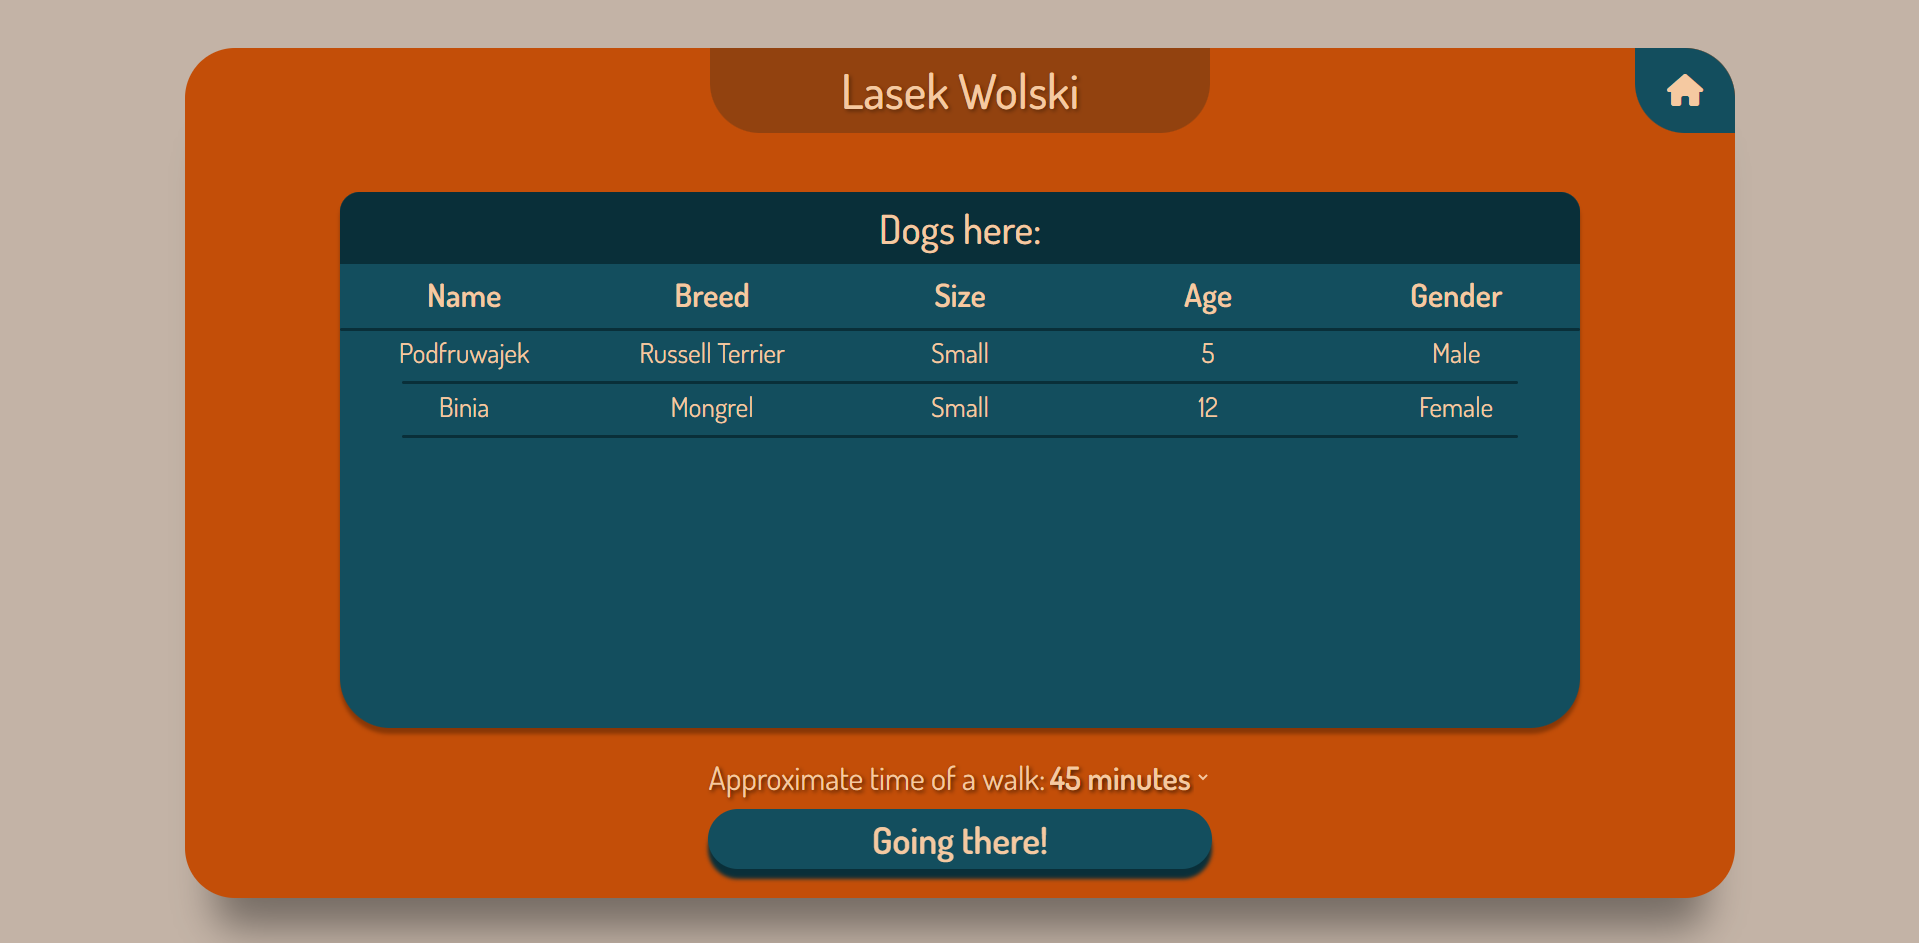 Lasek Wolski
Dogs here:
Name Breed Size Age Gender
Podfruwajek Russell Terrier Small 5 Male
Binia Mongrel Small 12 Female
Approximate time of a walk: 45 minutes
Going there!